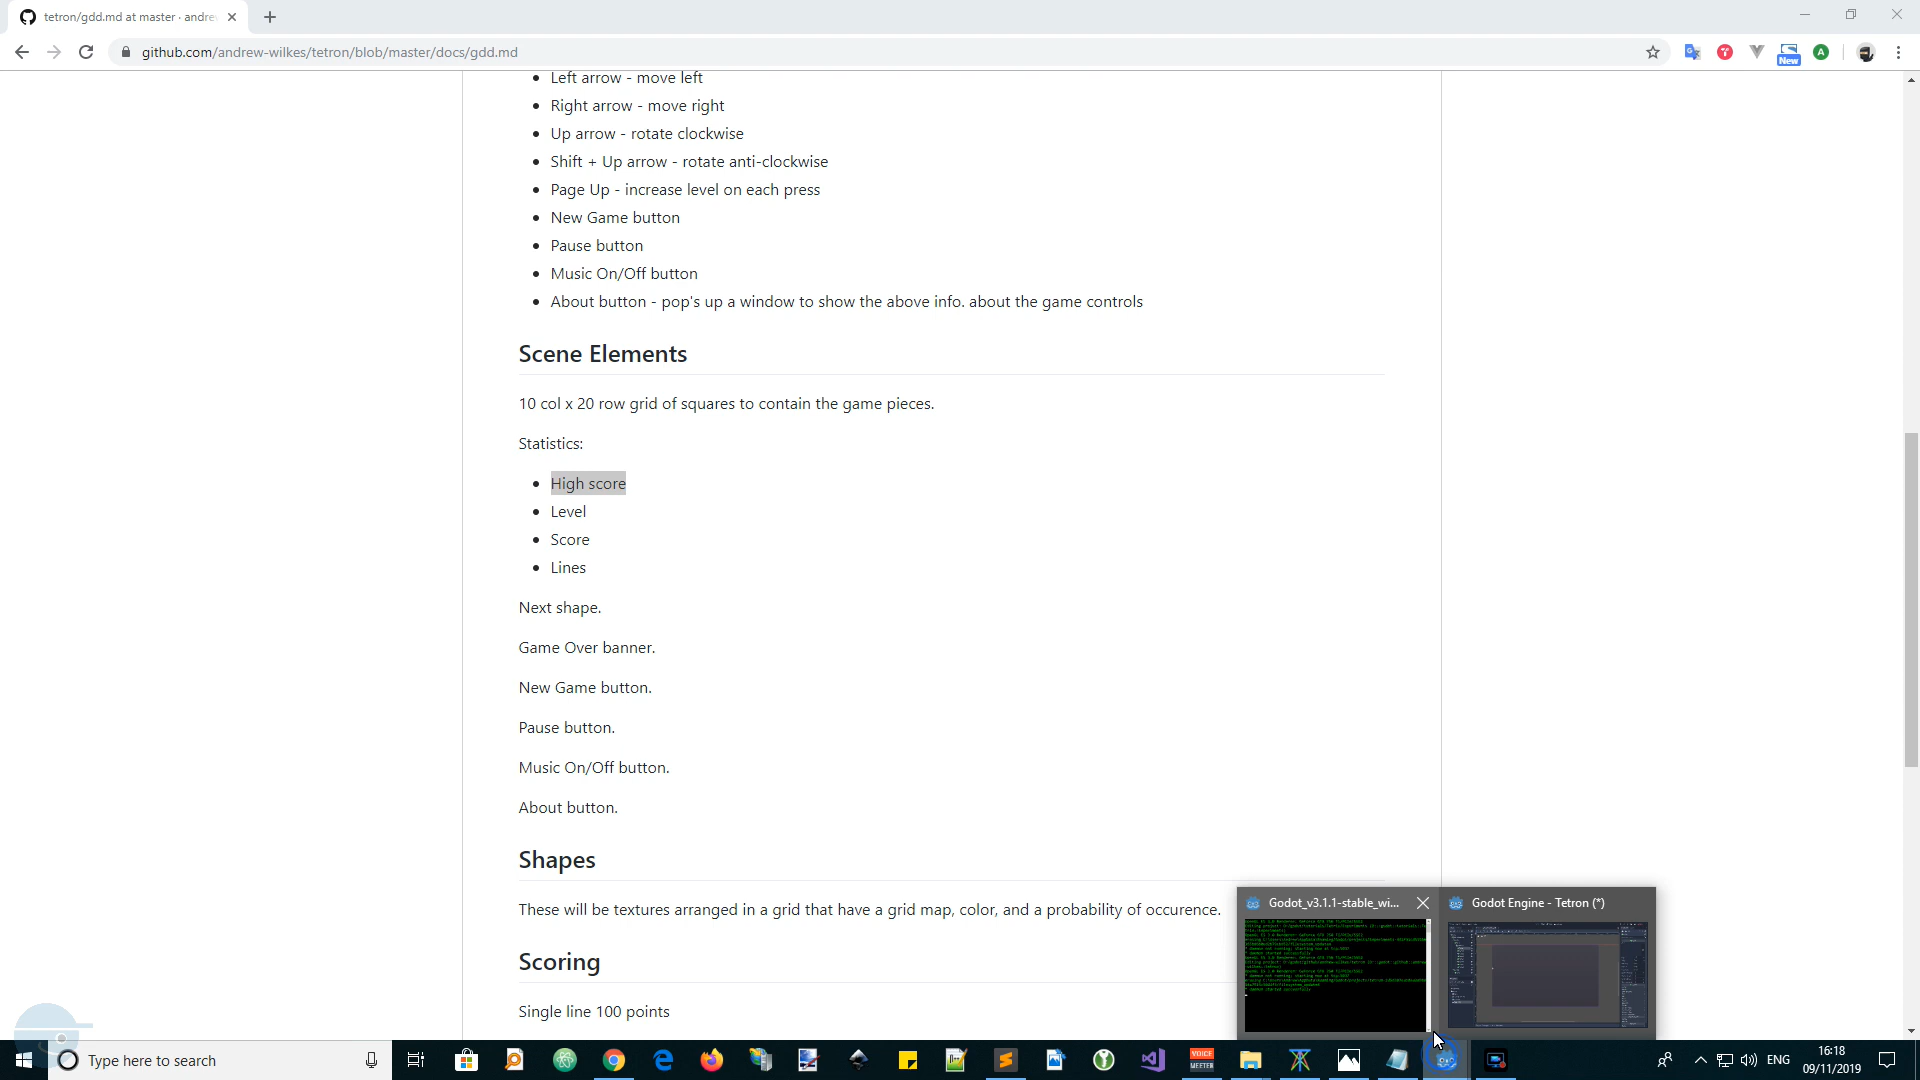 tetron/gdd.md at master · andre
github.com/andrew-wilkes/tetron/blob/master/docs/gdd.md
New
A
Left arrow - move left
Right arrow - move right
Up arrow - rotate clockwise
Shift + Up arrow - rotate anti-clockwise
Page Up - increase level on each press
New Game button
Pause button
Music On/Off button
About button - pop's up a window to show the above info. about the game controls
Scene Elements
10 col x 20 row grid of squares to contain the game pieces.
Statistics:
High score
Level
Score
Lines
Next shape.
Game Over banner.
New Game button.
Pause button.
Music On/Off button.
About button.
Shapes
These will be textures arranged in a grid that have a grid map, color, and a probability of occurence.
Scoring
Single line 100 points
Godot_v3.1.1-stable_wi...
Godot Engine - Tetron (*)
Type here to search
VOICE
MEETER
ENG
16:18
09/11/2019